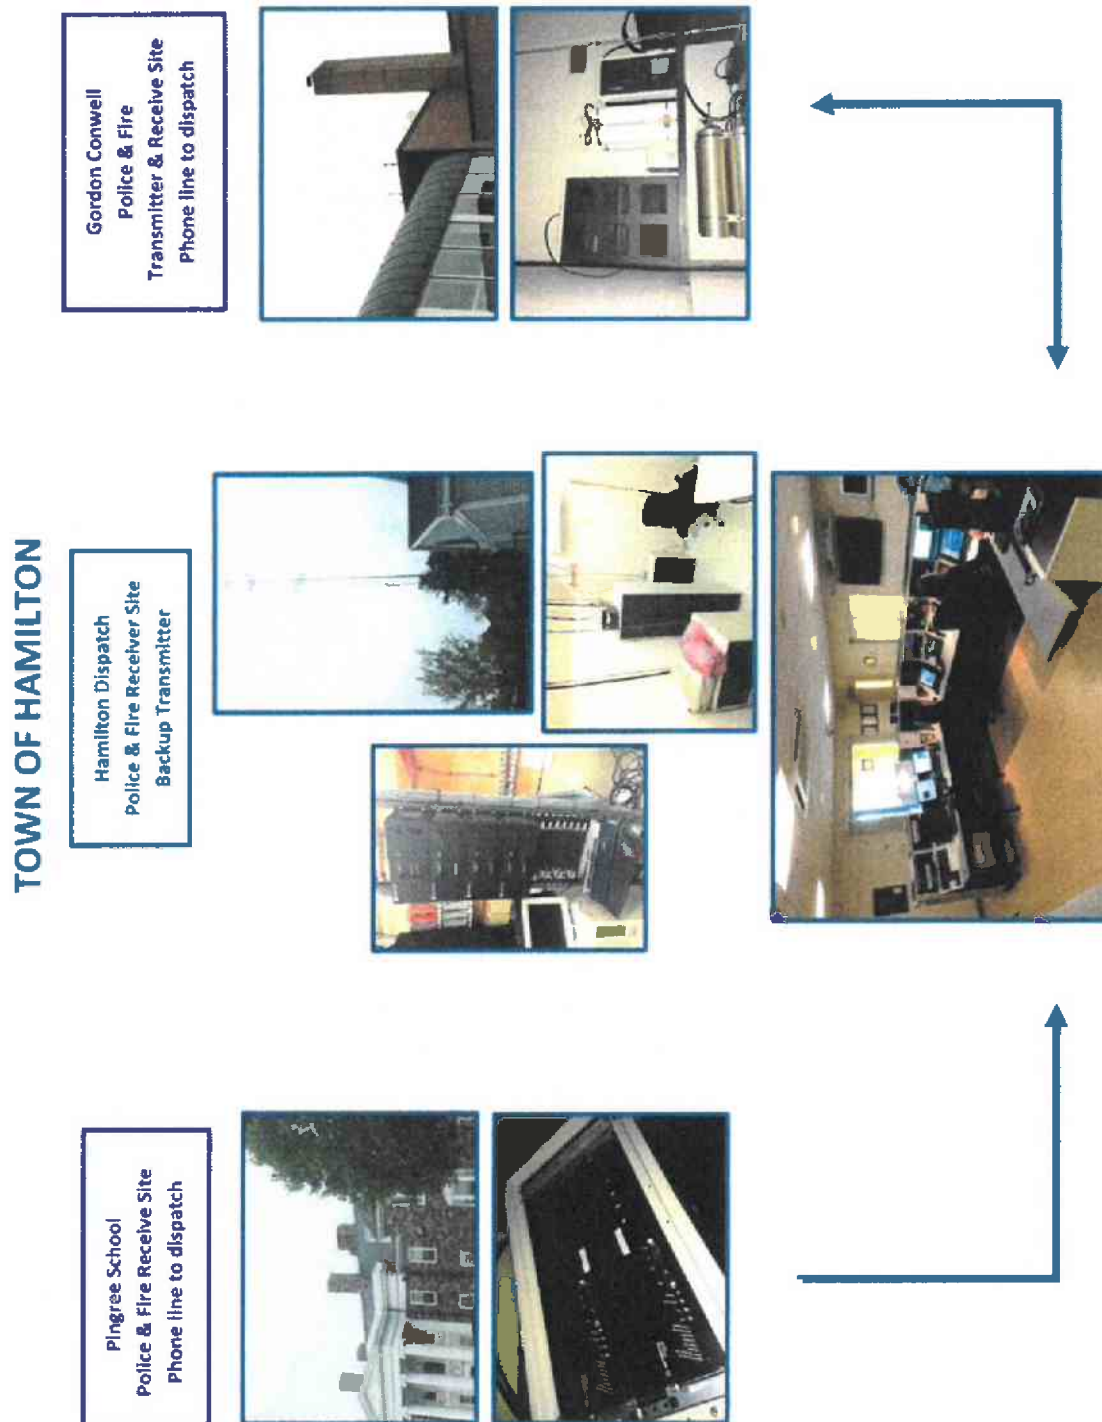 TOWN OF HAMILTON
Pingree School
Police & Fire Receive Site
Phone line to dispatch
Hamilton Dispatch
Police & Fire Receiver Site
Backup Transmitter
Gordon Conwell
Police & Fire
Transmitter & Receive Site
Phone line to dispatch